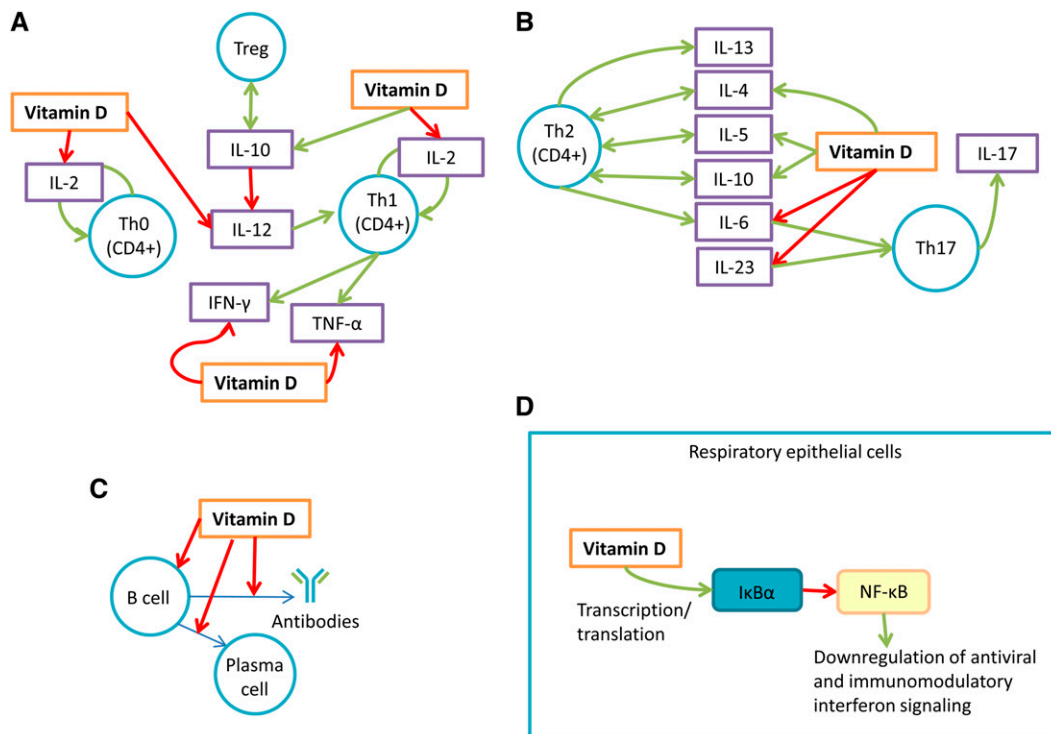 A
Treg
Vitamin D
Vitamin D
IL-10
IL-2
IL-2
Th0
(CD4+)
Th1
(CD4+)
IL-12
IFN-γ
TNF-α
Vitamin D
B
IL-13
IL-4
Th2
(CD4+)
IL-5
Vitamin D
IL-17
IL-10
IL-6
Th17
IL-23
C
Vitamin D
B cell
Antibodies
Plasma
cell
D
Respiratory epithelial cells
Vitamin D
IκBα
NF-κB
Transcription/
translation
Downregulation of antiviral
and immunomodulatory
interferon signaling